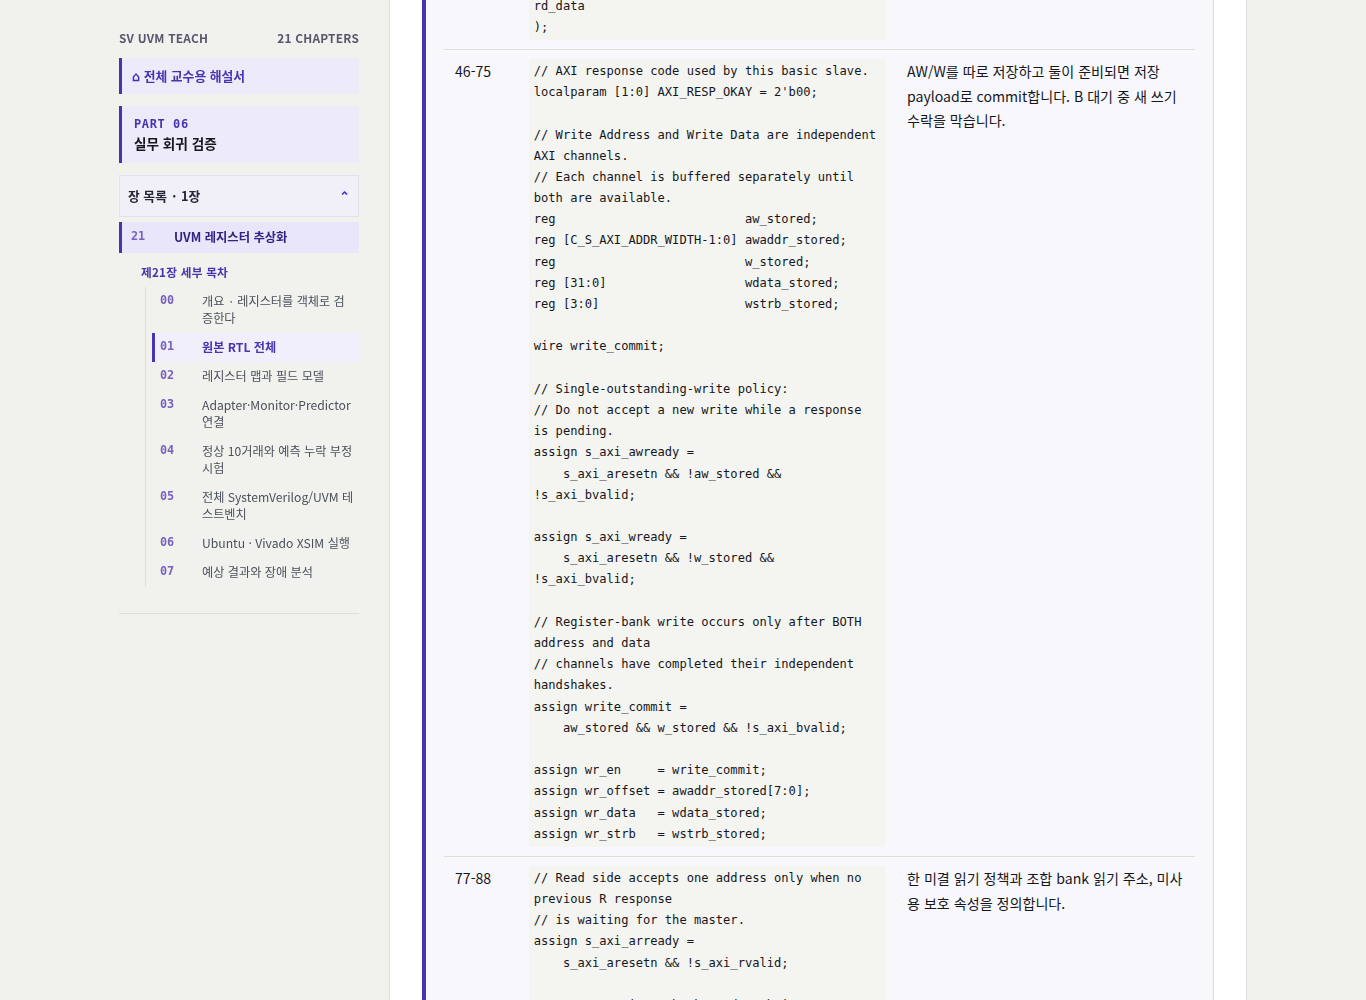 SV UVM TEACH 21 CHAPTERS
⌂ 전체 교수용 해설서
PART 06
실무 회귀 검증
장 목록 · 1장
21 UVM 레지스터 추상화
제21장 세부 목차
00 개요 · 레지스터를 객체로 검
증한다
01 원본 RTL 전체
02 레지스터 맵과 필드 모델
03 Adapter·Monitor·Predictor
연결
04 정상 10거래와 예측 누락 부정
시험
05 전체 SystemVerilog/UVM 테
스트벤치
06 Ubuntu · Vivado XSIM 실행
07 예상 결과와 장애 분석
rd_data
);
46-75
// AXI response code used by this basic slave.
localparam [1:0] AXI_RESP_OKAY = 2'b00;
// Write Address and Write Data are independent
AXI channels.
// Each channel is buffered separately until
both are available.
reg                          aw_stored;
reg [C_S_AXI_ADDR_WIDTH-1:0] awaddr_stored;
reg                          w_stored;
reg [31:0]                   wdata_stored;
reg [3:0]                    wstrb_stored;
wire write_commit;
// Single-outstanding-write policy:
// Do not accept a new write while a response
is pending.
assign s_axi_awready =
    s_axi_aresetn && !aw_stored &&
!s_axi_bvalid;
assign s_axi_wready =
    s_axi_aresetn && !w_stored &&
!s_axi_bvalid;
// Register-bank write occurs only after BOTH
address and data
// channels have completed their independent
handshakes.
assign write_commit =
    aw_stored && w_stored && !s_axi_bvalid;
assign wr_en     = write_commit;
assign wr_offset = awaddr_stored[7:0];
assign wr_data   = wdata_stored;
assign wr_strb   = wstrb_stored;
AW/W를 따로 저장하고 둘이 준비되면 저장
payload로 commit합니다. B 대기 중 새 쓰기
수락을 막습니다.
77-88
// Read side accepts one address only when no
previous R response
// is waiting for the master.
assign s_axi_arready =
    s_axi_aresetn && !s_axi_rvalid;
한 미결 읽기 정책과 조합 bank 읽기 주소, 미사
용 보호 속성을 정의합니다.